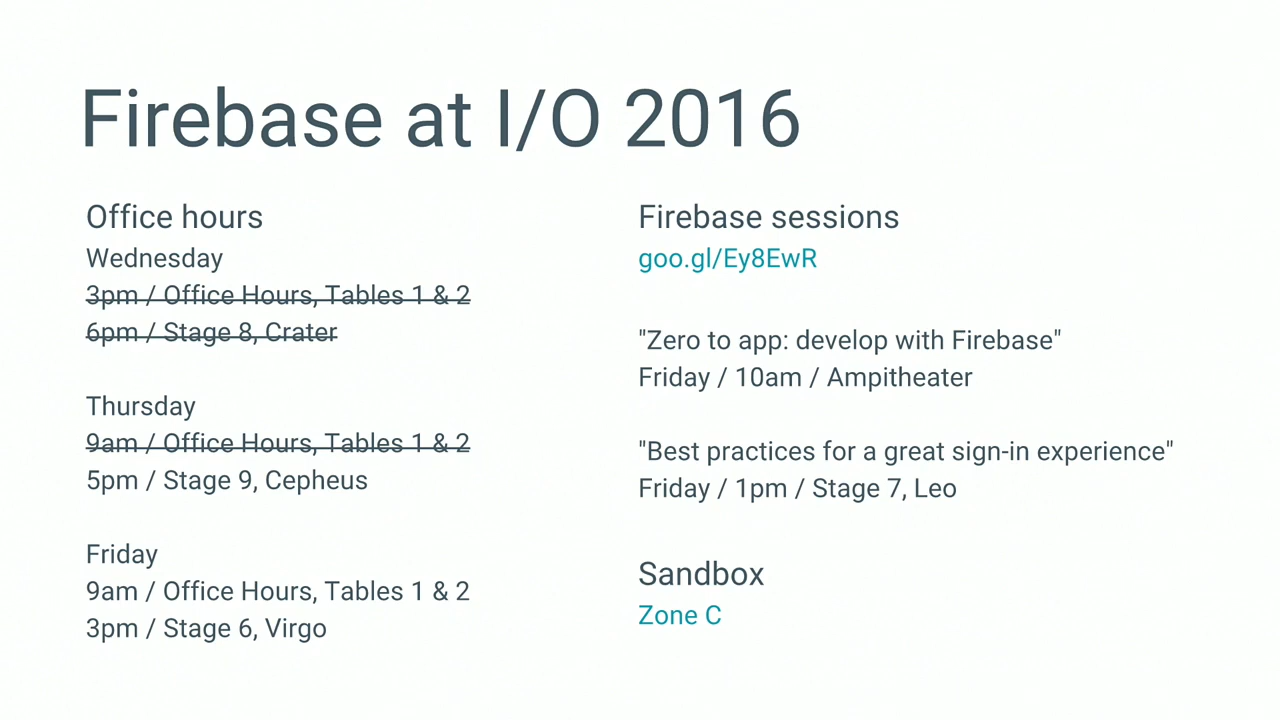 Firebase at I/O 2016
Office hours
Wednesday
3pm / Office Hours, Tables 1 & 2
6pm / Stage 8, Crater
Thursday
9am / Office Hours, Tables 1 & 2
5pm / Stage 9, Cepheus
Friday
9am / Office Hours, Tables 1 & 2
3pm / Stage 6, Virgo
Firebase sessions
goo.gl/Ey8EwR
"Zero to app: develop with Firebase"
Friday / 10am / Ampitheater
"Best practices for a great sign-in experience"
Friday / 1pm / Stage 7, Leo
Sandbox
Zone C